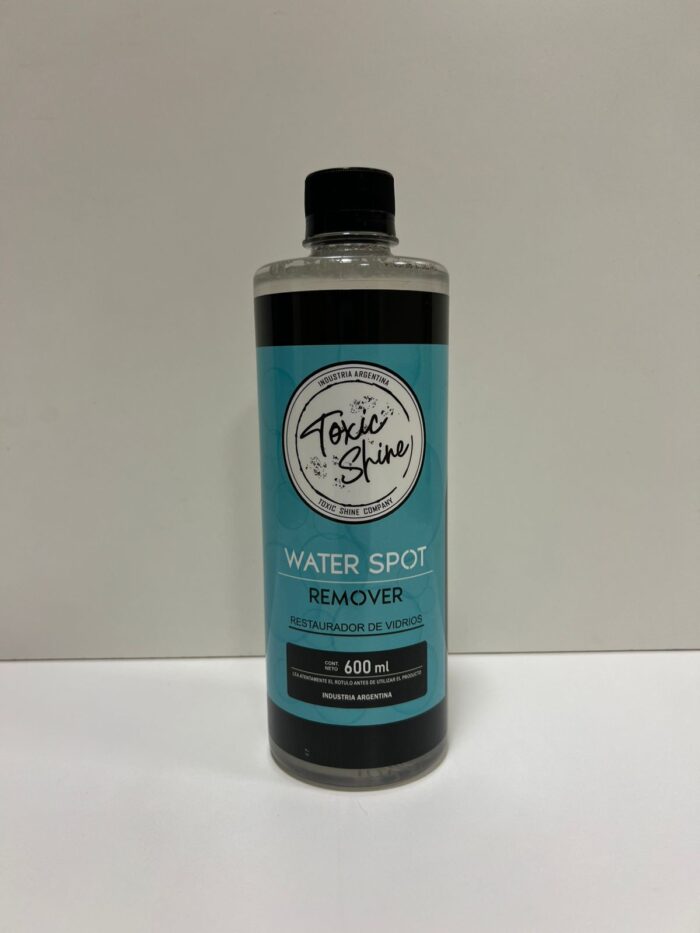 INDUSTRIA ARGENTINA
Toxic
Shine
TOXIC SHINE COMPANY
WATER SPOT
REMOVER
RESTAURADOR DE VIDRIOS
CONT. NETO 600 ml
LEA ATENTAMENTE EL ROTULO ANTES DE UTILIZAR EL PRODUCTO
INDUSTRIA ARGENTINA